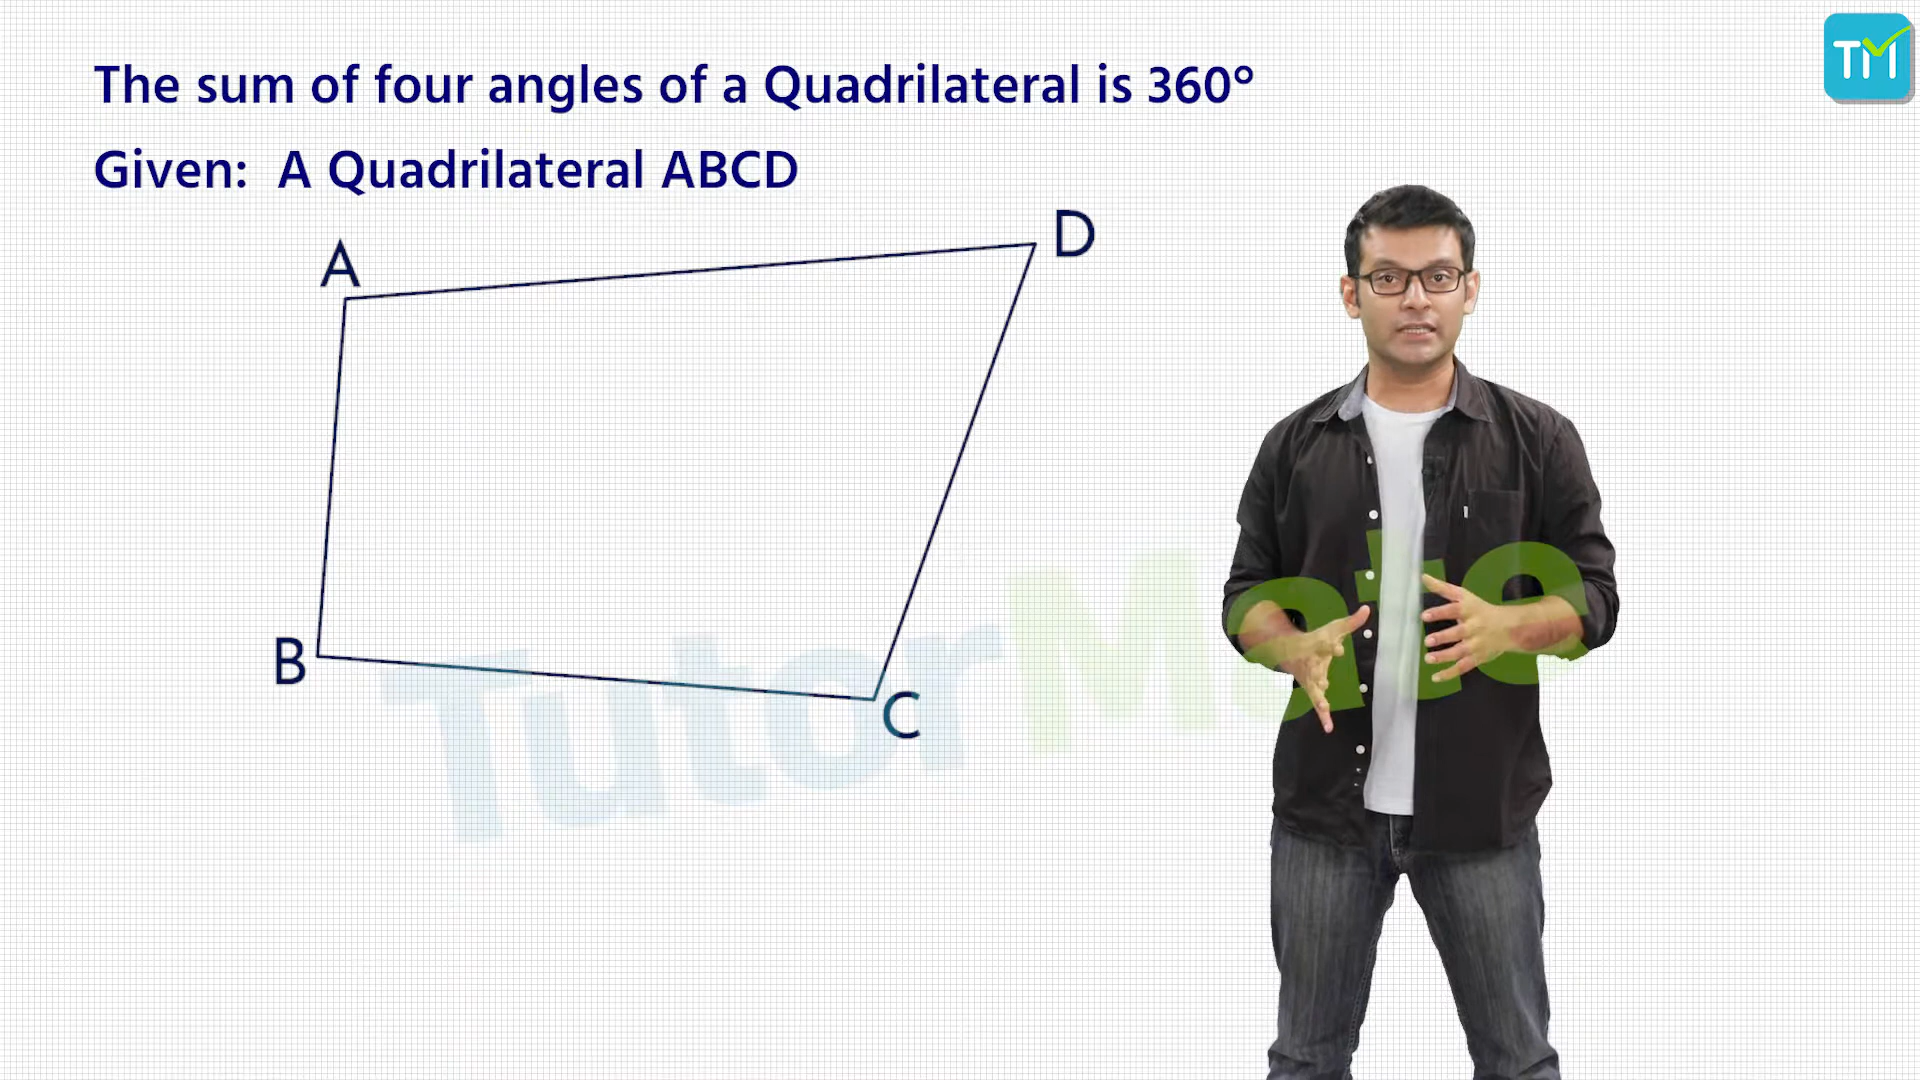 TM
The sum of four angles of a Quadrilateral is 360°
Given: A Quadrilateral ABCD
A
D
B
C
TutorMate